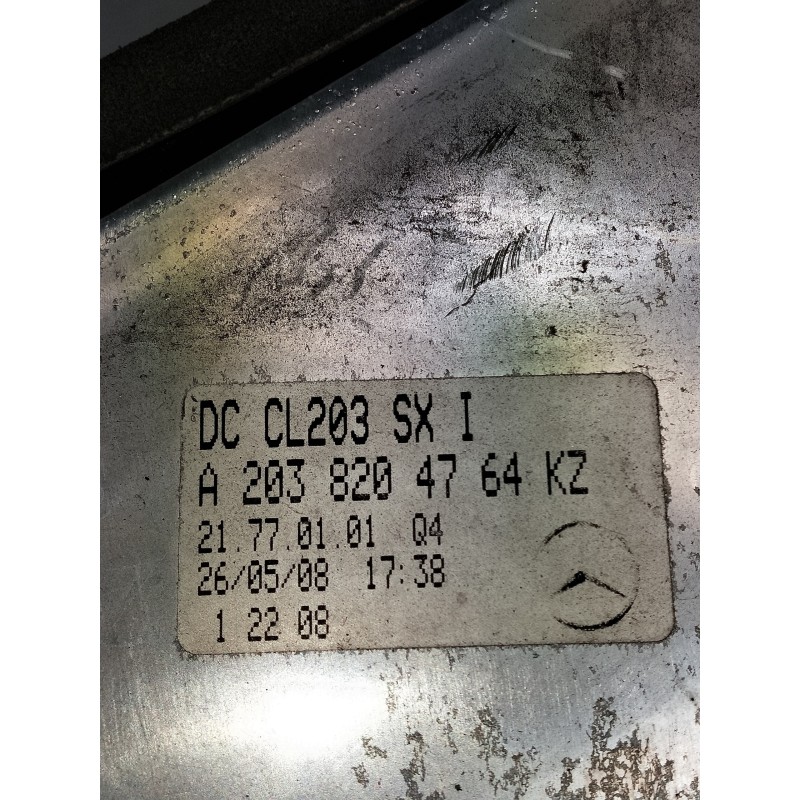 DC CL203 SX I
A 203 820 47 64 KZ
21.77.01.01 Q4
26/05/08 17:38
1 22 08